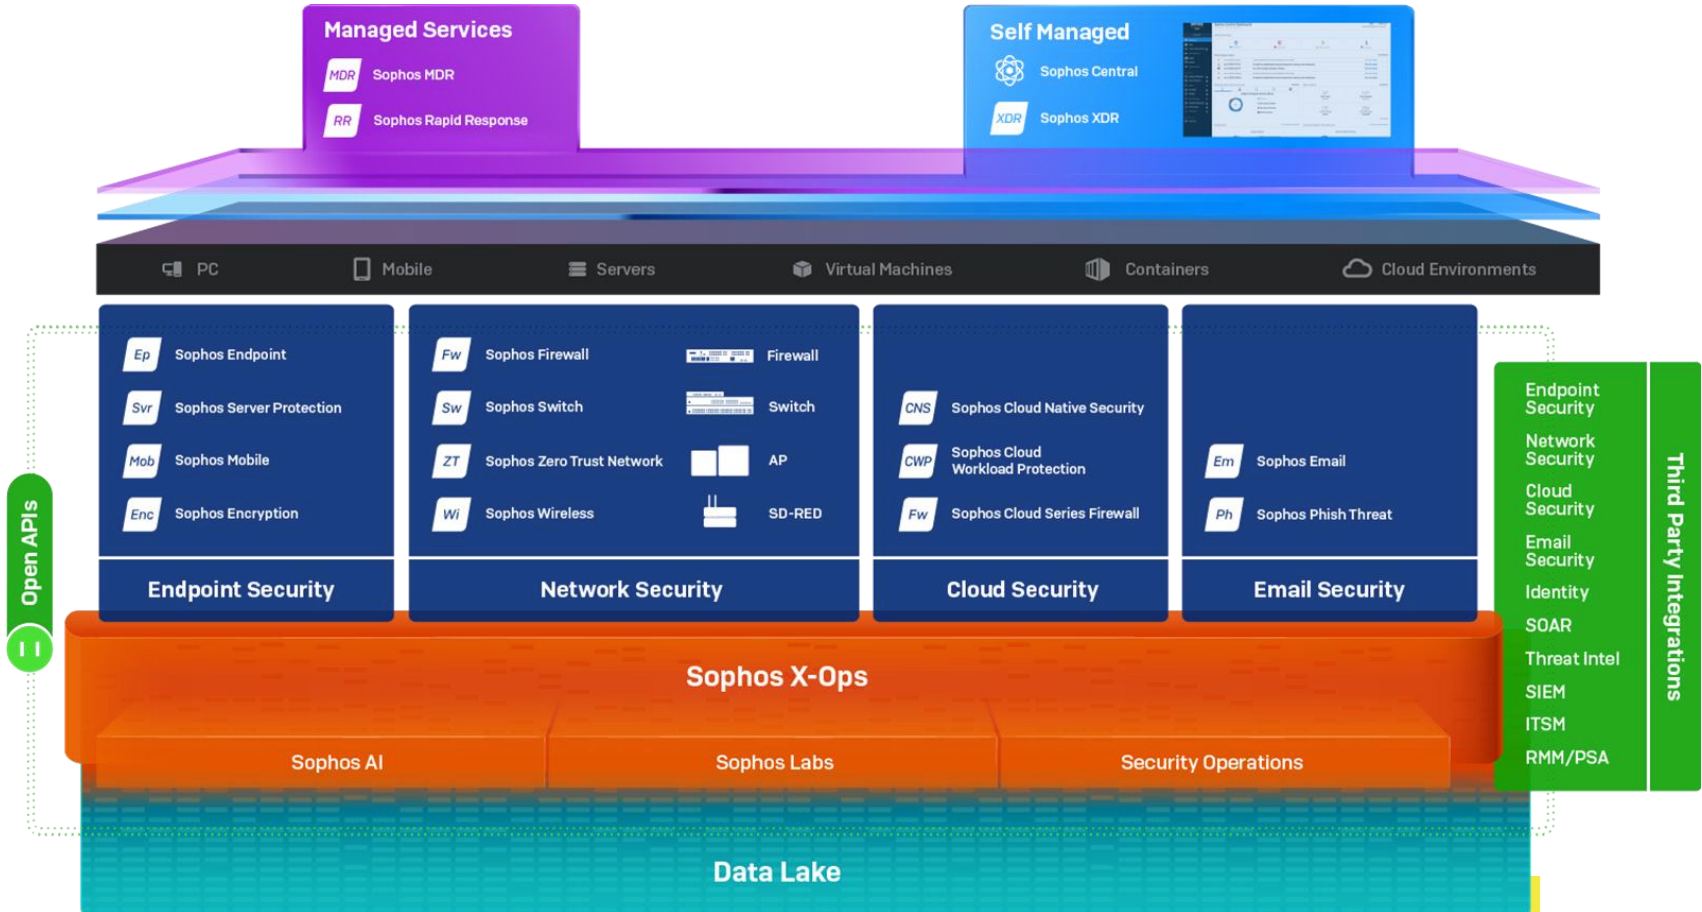 Managed Services
MDR Sophos MDR
RR Sophos Rapid Response
Self Managed
Sophos Central
XDR Sophos XDR
PC
Mobile
Servers
Virtual Machines
Containers
Cloud Environments
Ep Sophos Endpoint
Svr Sophos Server Protection
Mob Sophos Mobile
Enc Sophos Encryption
Endpoint Security
Fw Sophos Firewall
Sw Sophos Switch
ZT Sophos Zero Trust Network
Wi Sophos Wireless
Firewall
Switch
AP
SD-RED
Network Security
CNS Sophos Cloud Native Security
CWP Sophos Cloud
Workload Protection
Fw Sophos Cloud Series Firewall
Cloud Security
Em Sophos Email
Ph Sophos Phish Threat
Email Security
Open APIs
Endpoint
Security
Network
Security
Cloud
Security
Email
Security
Identity
SOAR
Threat Intel
SIEM
ITSM
RMM/PSA
Third Party Integrations
Sophos X-Ops
Sophos AI
Sophos Labs
Security Operations
Data Lake